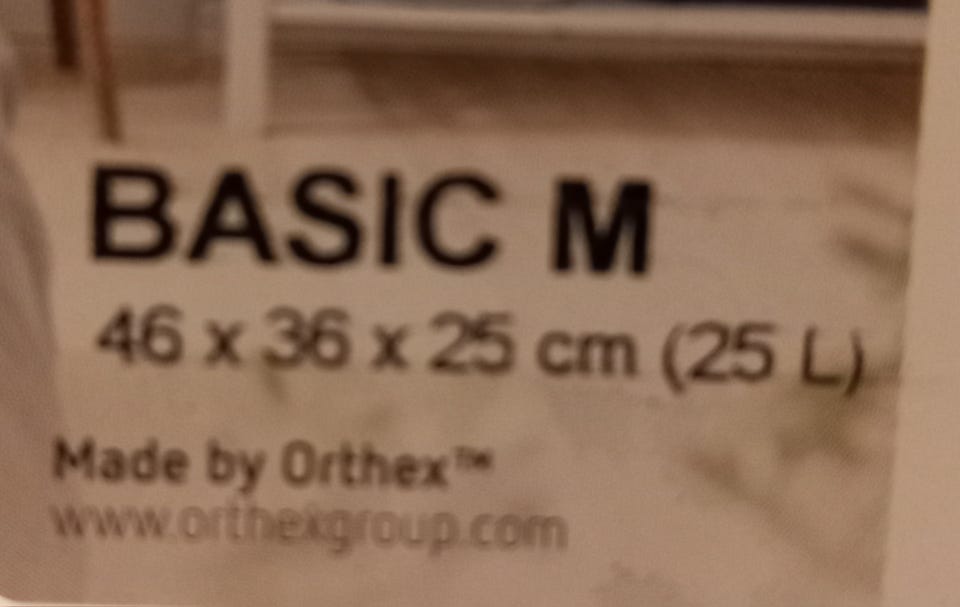 BASIC M
46 x 36 x 25 cm (25 L)
Made by Orthex™
www.orthexgroup.com